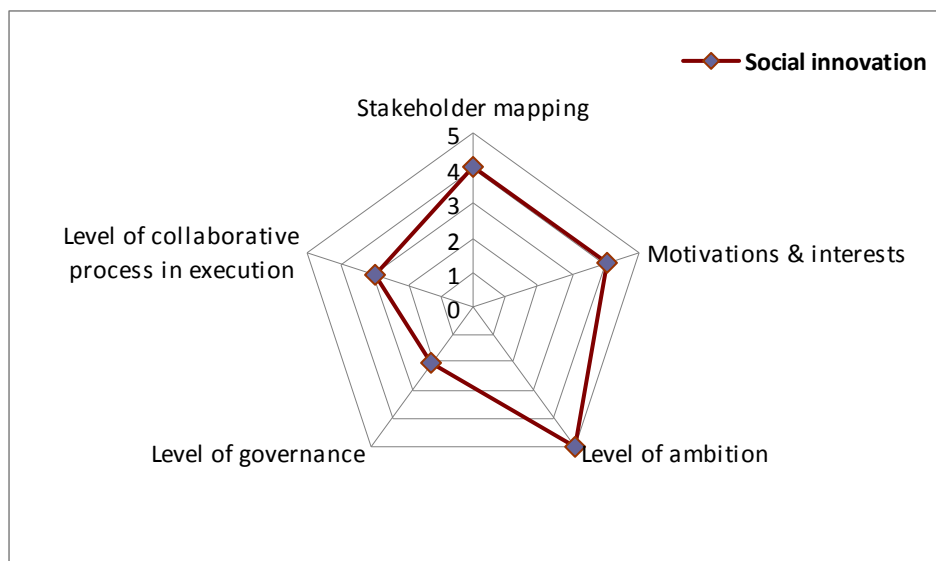 Social innovation
Stakeholder mapping
5
4
3
2
1
0
Level of collaborative
process in execution
Motivations & interests
Level of governance
Level of ambition